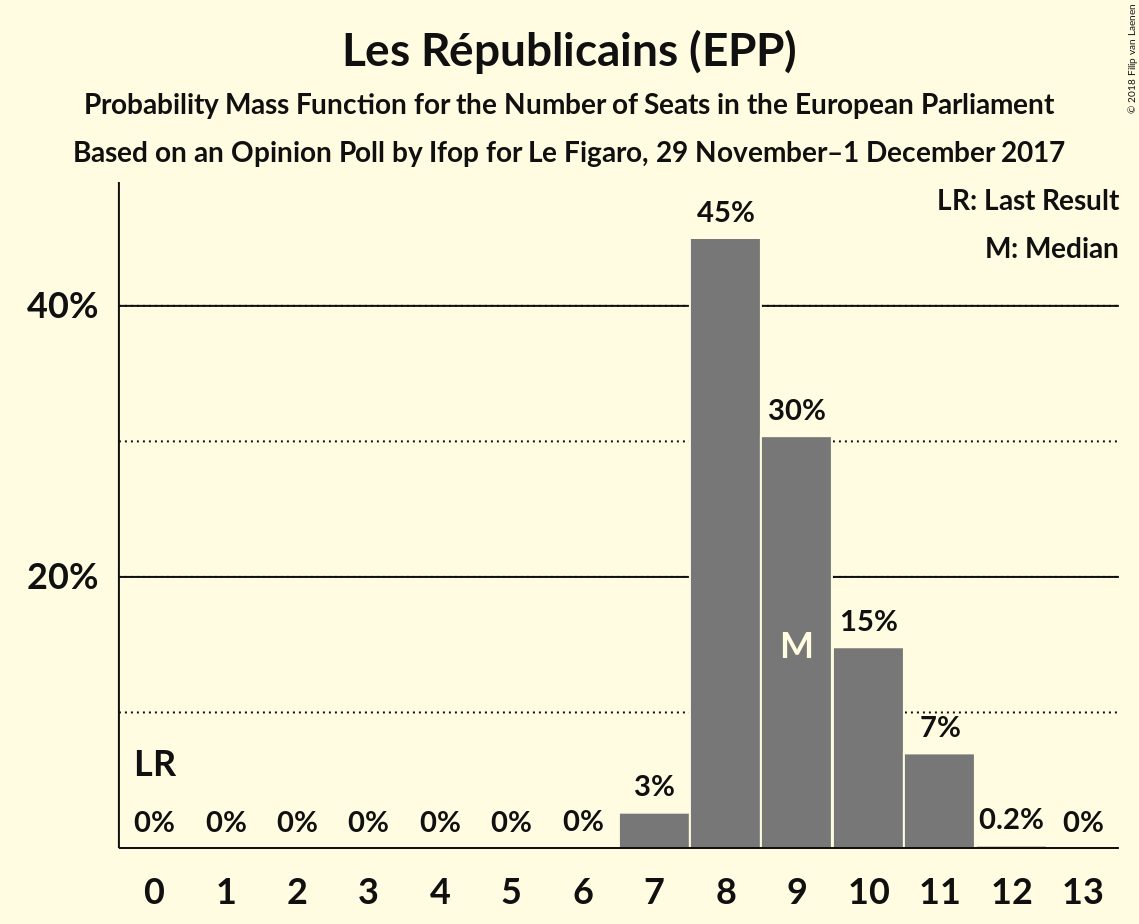 Les Républicains (EPP)
Probability Mass Function for the Number of Seats in the European Parliament
Based on an Opinion Poll by Ifop for Le Figaro, 29 November–1 December 2017
© 2018 Filip van Laenen
LR: Last Result
M: Median
45%
40%
30%
20%
15%
M
7%
LR
3%
0% 0% 0% 0% 0% 0% 0% 0.2% 0%
0 1 2 3 4 5 6 7 8 9 10 11 12 13